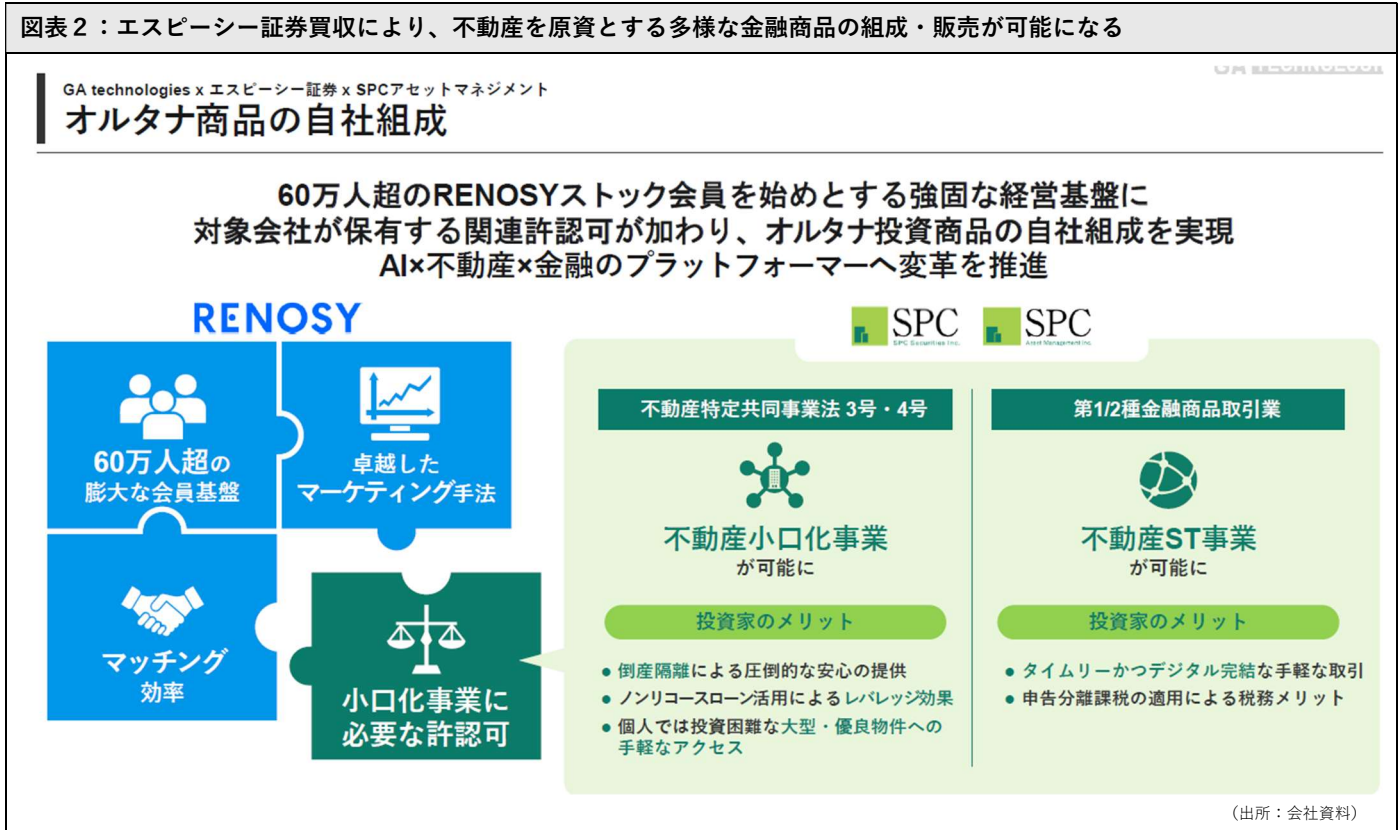 図表2：エスピーシー証券買収により、不動産を原資とする多様な金融商品の組成・販売が可能になる
GA technologies x エスピーシー証券 x SPCアセットマネジメント
オルタナ商品の自社組成
60万人超のRENOSYストック会員を始めとする強固な経営基盤に
対象会社が保有する関連許認可が加わり、オルタナ投資商品の自社組成を実現
AI×不動産×金融のプラットフォーマーへ変革を推進
RENOSY
60万人超の
膨大な会員基盤
卓越した
マーケティング手法
マッチング
効率
小口化事業に
必要な許認可
SPC
SPC Securities Inc.
SPC
Asset Management Inc.
不動産特定共同事業法 3号・4号
不動産小口化事業
が可能に
投資家のメリット
● 倒産隔離による圧倒的な安心の提供
● ノンリコースローン活用によるレバレッジ効果
● 個人では投資困難な大型・優良物件への
手軽なアクセス
第1/2種金融商品取引業
不動産ST事業
が可能に
投資家のメリット
● タイムリーかつデジタル完結な手軽な取引
● 申告分離課税の適用による税務メリット
（出所：会社資料）